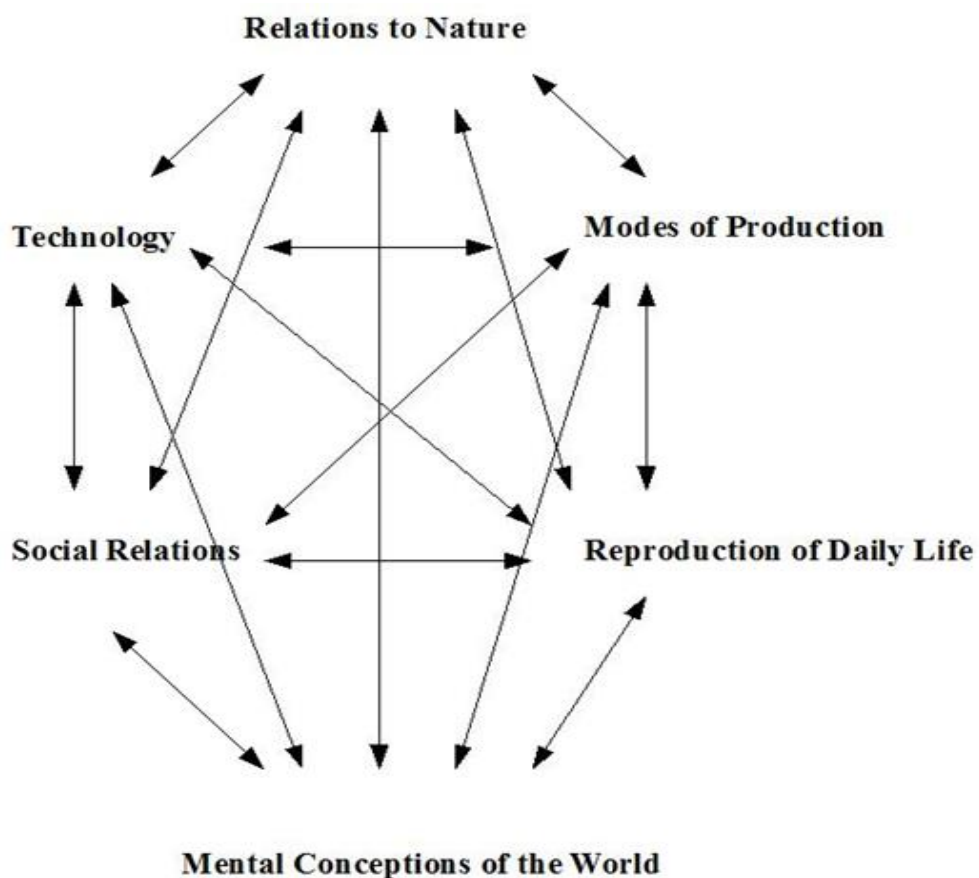 Relations to Nature
Technology
Modes of Production
Social Relations
Reproduction of Daily Life
Mental Conceptions of the World